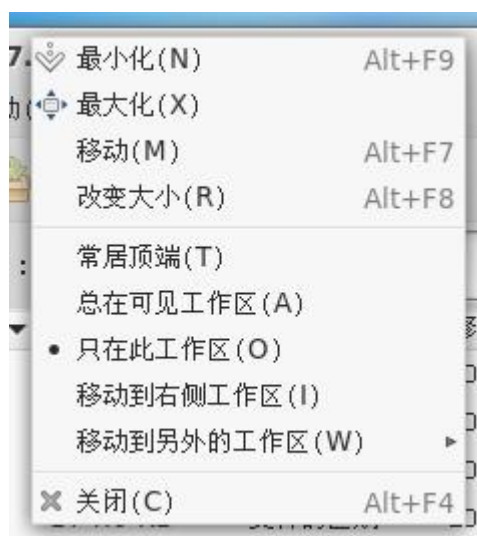 7.
最小化(N) Alt+F9
最大化(X)
移动(M) Alt+F7
改变大小(R) Alt+F8
常居顶端(T)
总在可见工作区(A)
只在此工作区(O)
移动到右侧工作区(I)
移动到另外的工作区(W)
关闭(C) Alt+F4